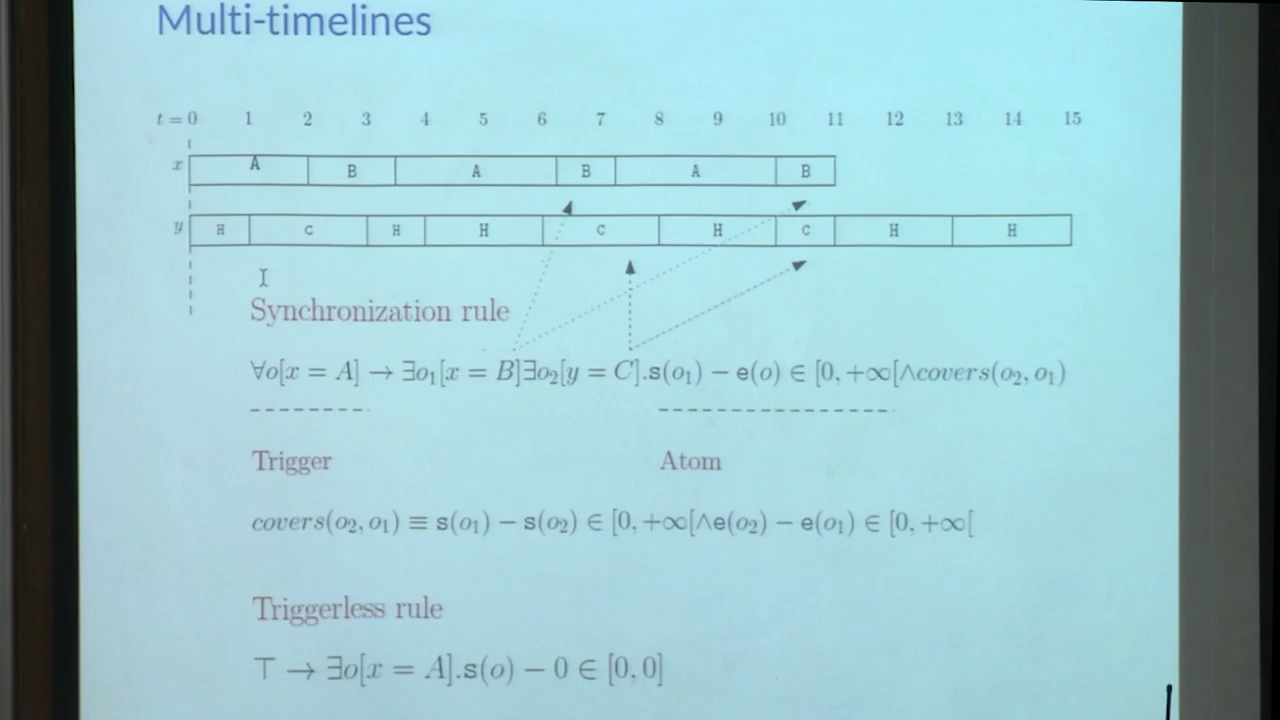 Multi-timelines
t = 0 1 2 3 4 5 6 7 8 9 10 11 12 13 14 15
x A B A B A B
y H C H H C H C H H
Synchronization rule
∀o[x = A] → ∃o₁[x = B]∃o₂[y = C].s(o₁) − e(o) ∈ [0, +∞[∧covers(o₂, o₁)
Trigger Atom
covers(o₂, o₁) ≡ s(o₁) − s(o₂) ∈ [0, +∞[∧e(o₂) − e(o₁) ∈ [0, +∞[
Triggerless rule
⊤ → ∃o[x = A].s(o) − 0 ∈ [0, 0]